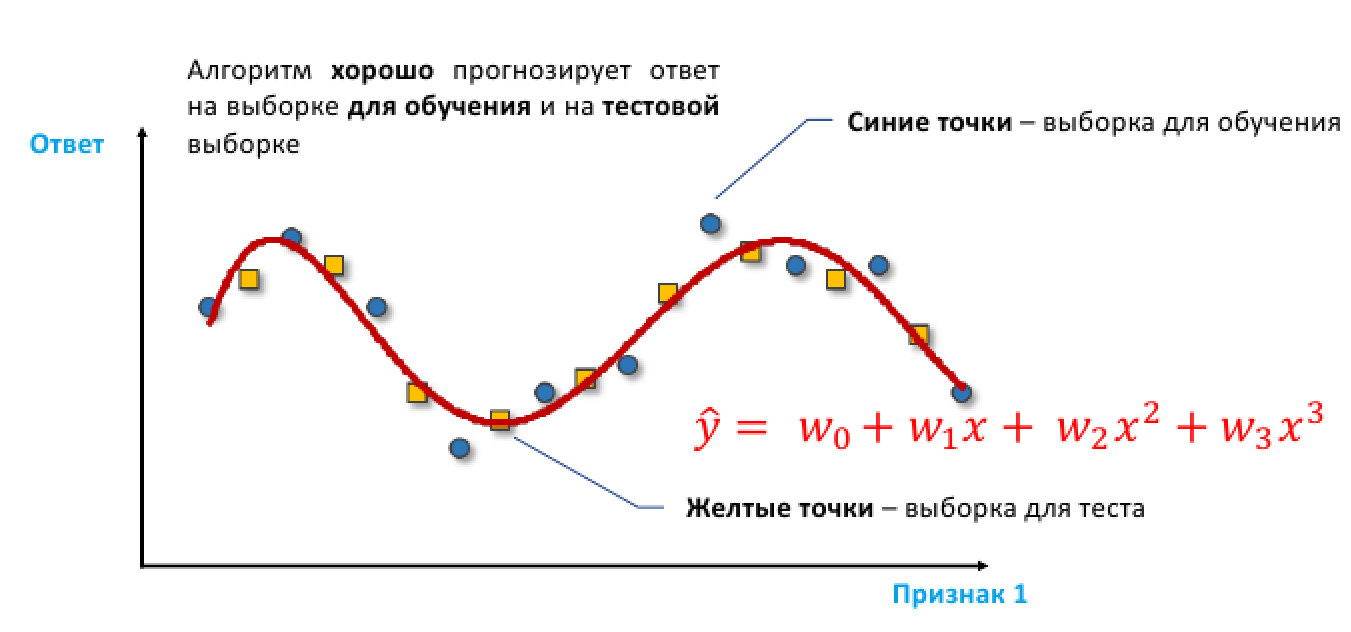 Алгоритм хорошо прогнозирует ответ
на выборке для обучения и на тестовой
выборке
Ответ
Синие точки – выборка для обучения
ŷ = w₀ + w₁x + w₂x² + w₃x³
Желтые точки – выборка для теста
Признак 1